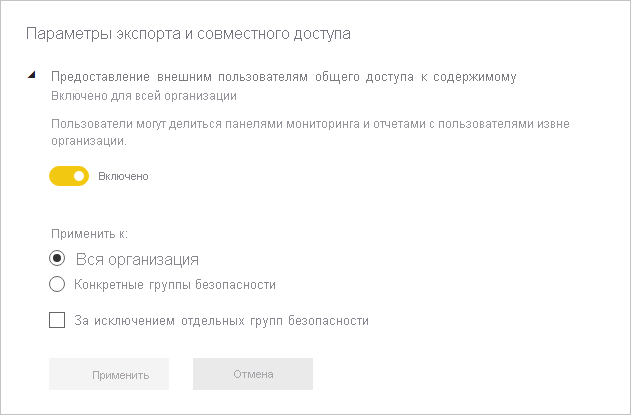 Параметры экспорта и совместного доступа
Предоставление внешним пользователям общего доступа к содержимому
Включено для всей организации
Пользователи могут делиться панелями мониторинга и отчетами с пользователями извне
организации.
Включено
Применить к:
Вся организация
Конкретные группы безопасности
За исключением отдельных групп безопасности
Применить
Отмена